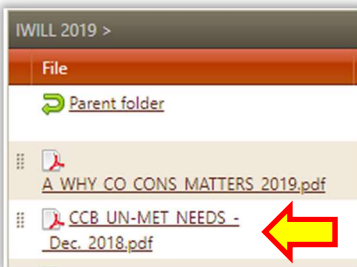 IWILL 2019 >
File
Parent folder
A WHY CO CONS MATTERS 2019.pdf
CCB UN-MET NEEDS -
Dec. 2018.pdf